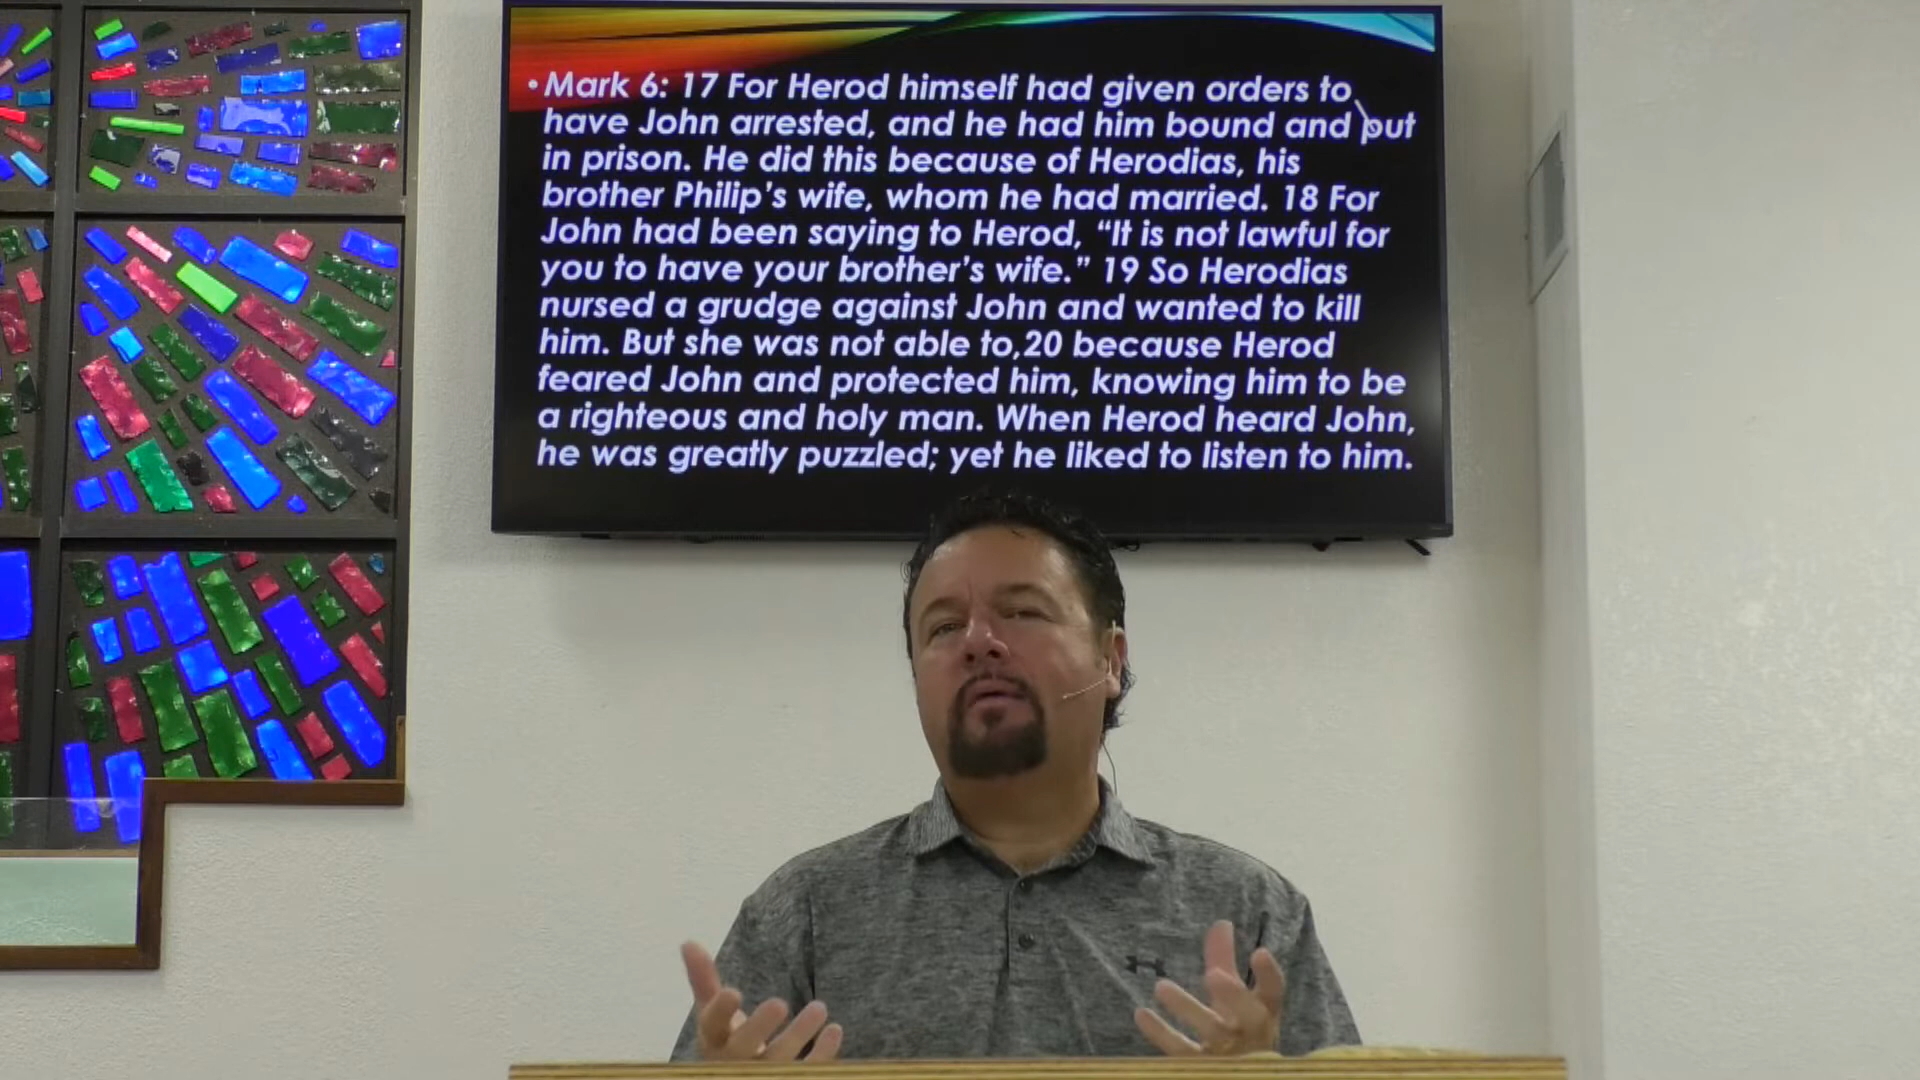 • Mark 6: 17 For Herod himself had given orders to
have John arrested, and he had him bound and put
in prison. He did this because of Herodias, his
brother Philip’s wife, whom he had married. 18 For
John had been saying to Herod, “It is not lawful for
you to have your brother’s wife.” 19 So Herodias
nursed a grudge against John and wanted to kill
him. But she was not able to,20 because Herod
feared John and protected him, knowing him to be
a righteous and holy man. When Herod heard John,
he was greatly puzzled; yet he liked to listen to him.